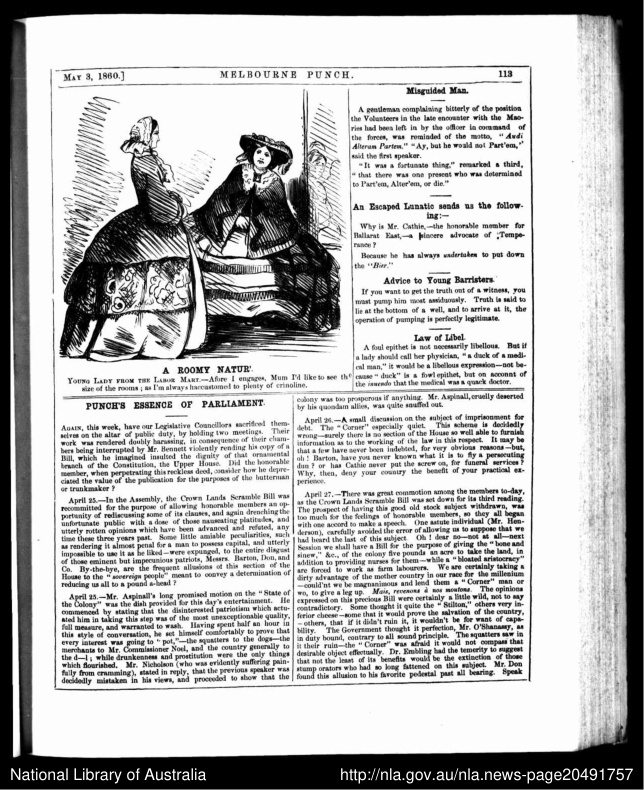 MAY 3, 1860.]
MELBOURNE PUNCH.
113
A ROOMY NATUR'.
YOUNG LADY FROM THE LABOR MART.—Afore I engages, Mum I'd like to see the
size of the rooms; as I'm always haccustomed to plenty of crinoline.
Misguided Man.
A gentleman complaining bitterly of the position
the Volunteers in the late encounter with the Mao-
ries had been left in by the officer in command of
the forces, was reminded of the motto, "Audi
Alteram Partem." "Ay, but he would not Part'em,"
said the first speaker.
"It was a fortunate thing," remarked a third,
"that there was one present who was determined
to Part'em, Alter'em, or die."
An Escaped Lunatic sends us the follow-
ing:—
Why is Mr. Cathie,—the honorable member for
Ballarat East,—a sincere advocate of Tempe-
rance?
Because he has always undertaken to put down
the "Bier."
Advice to Young Barristers.
If you want to get the truth out of a witness, you
must pump him most assiduously. Truth is said to
lie at the bottom of a well, and to arrive at it, the
operation of pumping is perfectly legitimate.
Law of Libel.
A foul epithet is not necessarily libellous. But if
a lady should call her physician, "a duck of a medi-
cal man," it would be a libellous expression—not be-
cause "duck" is a fowl epithet, but on account of
the inuendo that the medical was a quack doctor.
PUNCH'S ESSENCE OF PARLIAMENT.
AGAIN, this week, have our Legislative Councillors sacrificed them-
selves on the altar of public duty, by holding two meetings. Their
work was rendered doubly harassing, in consequence of their cham-
bers being interrupted by Mr. Bennett violently rending his copy of a
Bill, which he imagined insulted the dignity of that ornamental
branch of the Constitution, the Upper House. Did the honorable
member, when perpetrating this reckless deed, consider how he depre-
ciated the value of the publication for the purposes of the butterman
or trunkmaker?
April 25.—In the Assembly, the Crown Lands Scramble Bill was
recommitted for the purpose of allowing honorable members an op-
portunity of rediscussing some of its clauses, and again drenching the
unfortunate public with a dose of those nauseating platitudes, and
utterly rotten opinions which have been advanced and refuted, any
time these three years past. Some little amiable peculiarities, such
as rendering it almost penal for a man to possess capital, and utterly
impossible to use it as he liked—were expunged, to the entire disgust
of those eminent but impecunious patriots, Messrs. Barton, Don, and
Co. By-the-bye, are the frequent allusions of this section of the
House to the "sovereign people" meant to convey a determination of
reducing us all to a pound a-head?
April 25.—Mr. Aspinall's long promised motion on the "State of
the Colony" was the dish provided for this day's entertainment. He
commenced by stating that the disinterested patriotism which actu-
ated him in taking this step was of the most unexceptionable quality,
full measure, and warranted to wash. Having spent half an hour in
this style of conversation, he set himself comfortably to prove that
every interest was going to "pot,"—the squatters to the dogs—the
merchants to Mr. Commissioner Noel, and the country generally to
the d—l; while drunkenness and prostitution were the only things
which flourished. Mr. Nicholson (who was evidently suffering pain-
fully from cramming), stated in reply, that the previous speaker was
decidedly mistaken in his views, and proceeded to show that the
colony was too prosperous if anything. Mr. Aspinall, cruelly deserted
by his quondam allies, was quite snuffed out.
April 26.—A small discussion on the subject of imprisonment for
debt. The "Corner" especially quiet. This scheme is decidedly
wrong—surely there is no section of the House so well able to furnish
information as to the working of the law in this respect. It may be
that a few have never been indebted, for very obvious reasons—but,
oh! Barton, have you never known what it is to fly a persecuting
dun? or has Cathie never put the screw on, for funeral services?
Why, then, deny your country the benefit of your practical ex-
perience.
April 27.—There was great commotion among the members to-day,
as the Crown Lands Scramble Bill was set down for its third reading.
The prospect of having this good old stock subject withdrawn, was
too much for the feelings of honorable members, so they all began
with one accord to make a speech. One astute individual (Mr. Hen-
derson), carefully avoided the error of allowing us to suppose that we
had heard the last of this subject. Oh! dear no—not at all—next
Session we shall have a Bill for the purpose of giving the "bone and
sinew," &c., of the colony five pounds an acre to take the land, in
addition to providing nurses for them—while a "bloated aristocracy"
are forced to work as farm labourers. We are certainly taking a
dirty advantage of the mother country in our race for the millenium
—could'nt we be magnanimous and lend them a "Corner" man or
wo, to give a leg up. Mais, revenons à nos moutons. The opinions
expressed on this previous Bill were certainly a little wild, not to say
contradictory. Some thought it quite the "Stilton," others very in-
ferior cheese—some that it would prove the salvation of the country,
—others, that if it didn't ruin it, it wouldn't be for want of capa-
bility. The Government thought it perfection, Mr. O'Shanassy, as
in duty bound, contrary to all sound principle. The squatters saw in
it their ruin—the "Corner" was afraid it would not compass that
desirable object effectually. Dr. Embling had the temerity to suggest
that not the least of its benefits would be the extinction of those
stump orators who had so long fattened on this subject. Mr. Don
found this allusion to his favorite pedestal past all bearing. Speak
National Library of Australia
http://nla.gov.au/nla.news-page20491757